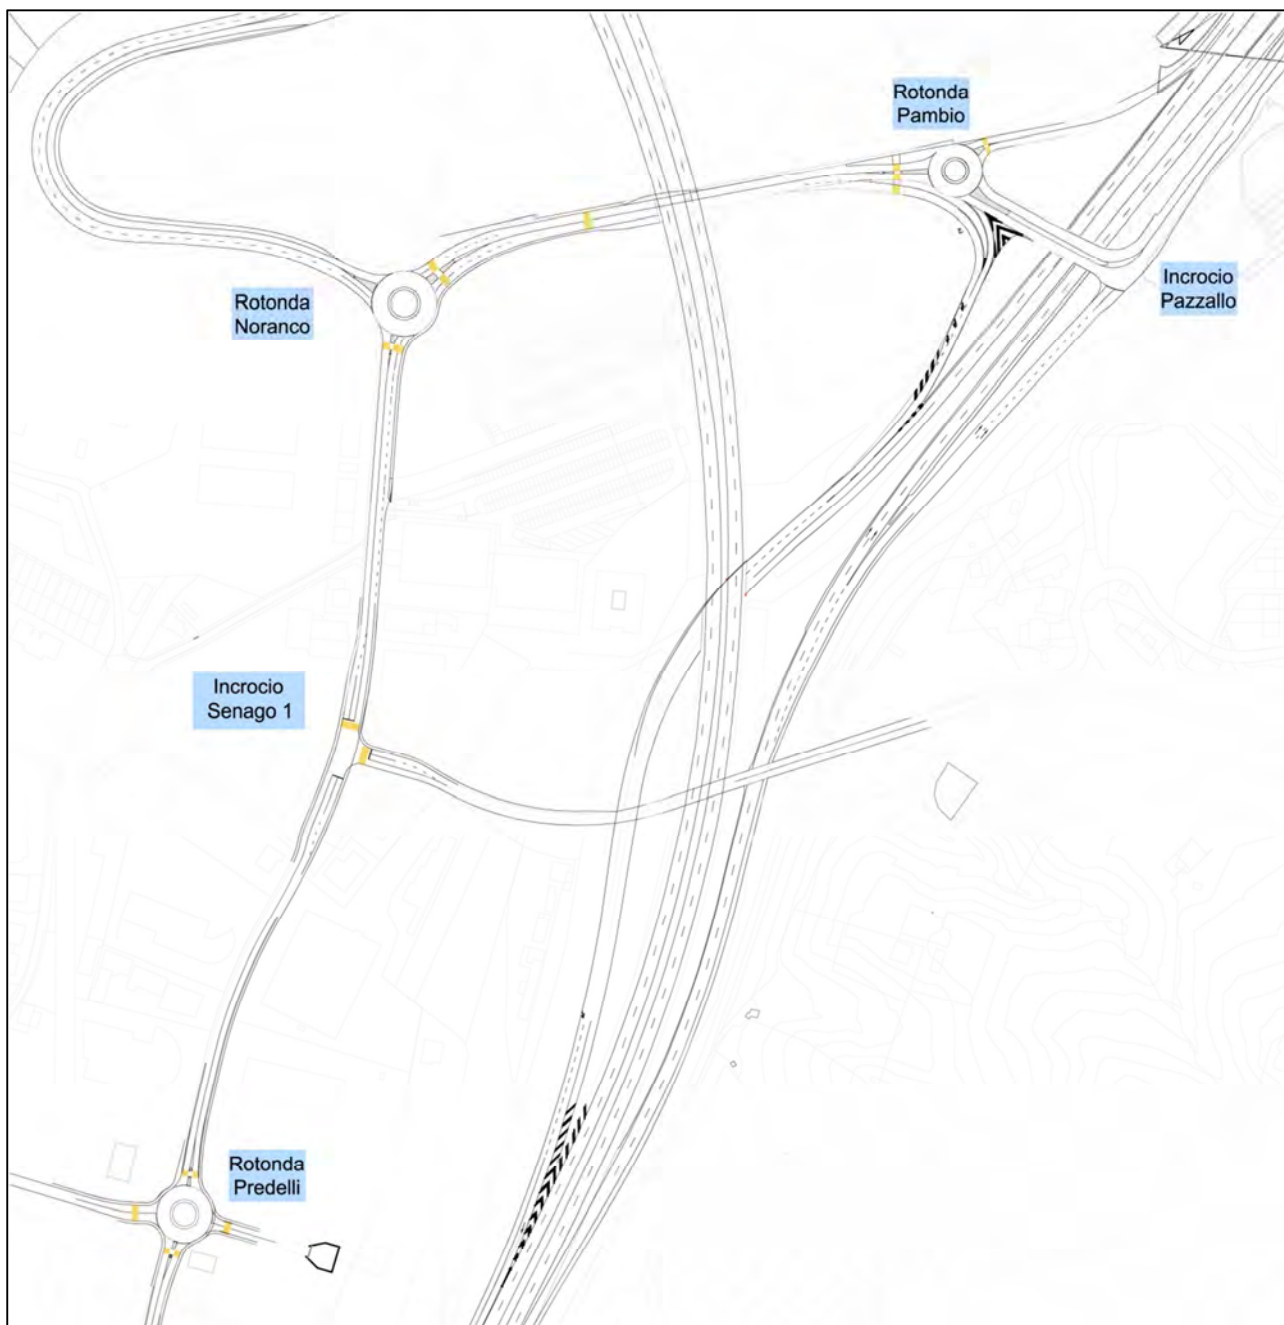 Rotonda
Pambio
Rotonda
Noranco
Incrocio
Pazzallo
Incrocio
Senago 1
Rotonda
Predelli